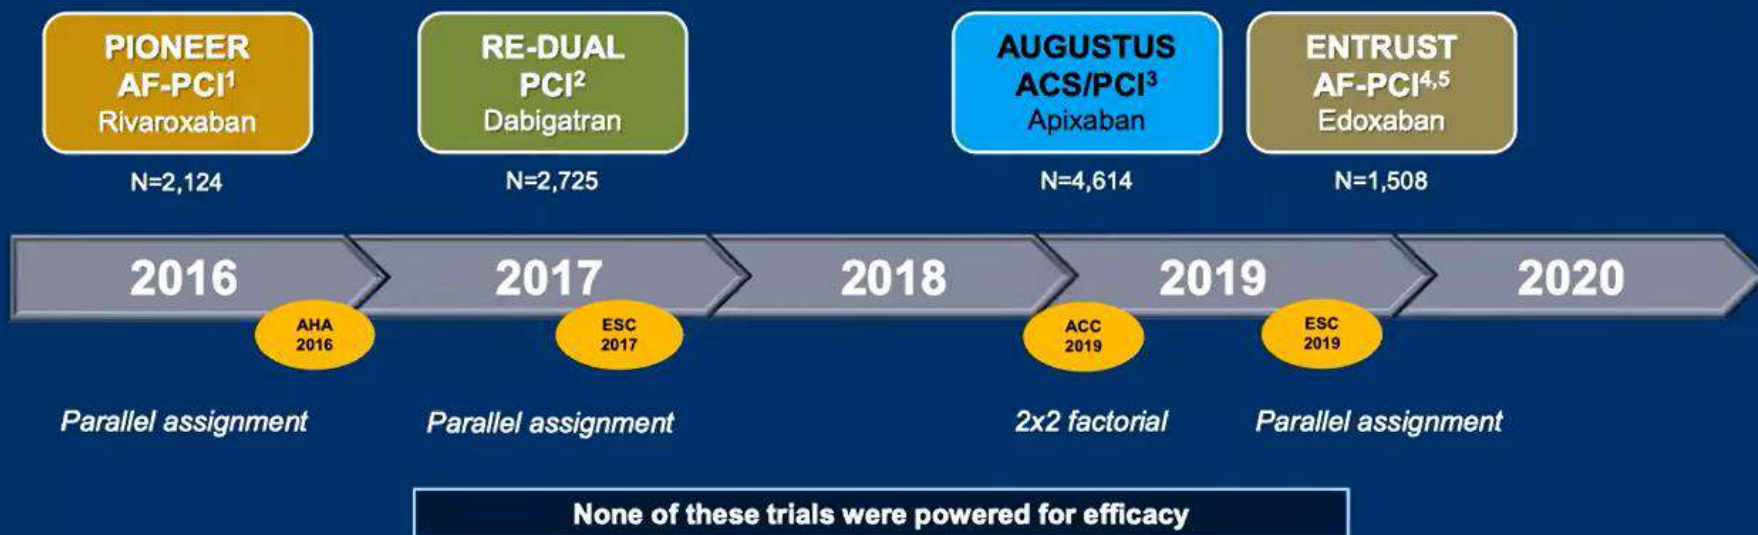 PIONEER
AF-PCI¹
Rivaroxaban
RE-DUAL
PCI²
Dabigatran
AUGUSTUS
ACS/PCI³
Apixaban
ENTRUST
AF-PCI⁴,⁵
Edoxaban
N=2,124
N=2,725
N=4,614
N=1,508
2016
2017
2018
2019
2020
AHA
2016
ESC
2017
ACC
2019
ESC
2019
Parallel assignment
Parallel assignment
2x2 factorial
Parallel assignment
None of these trials were powered for efficacy